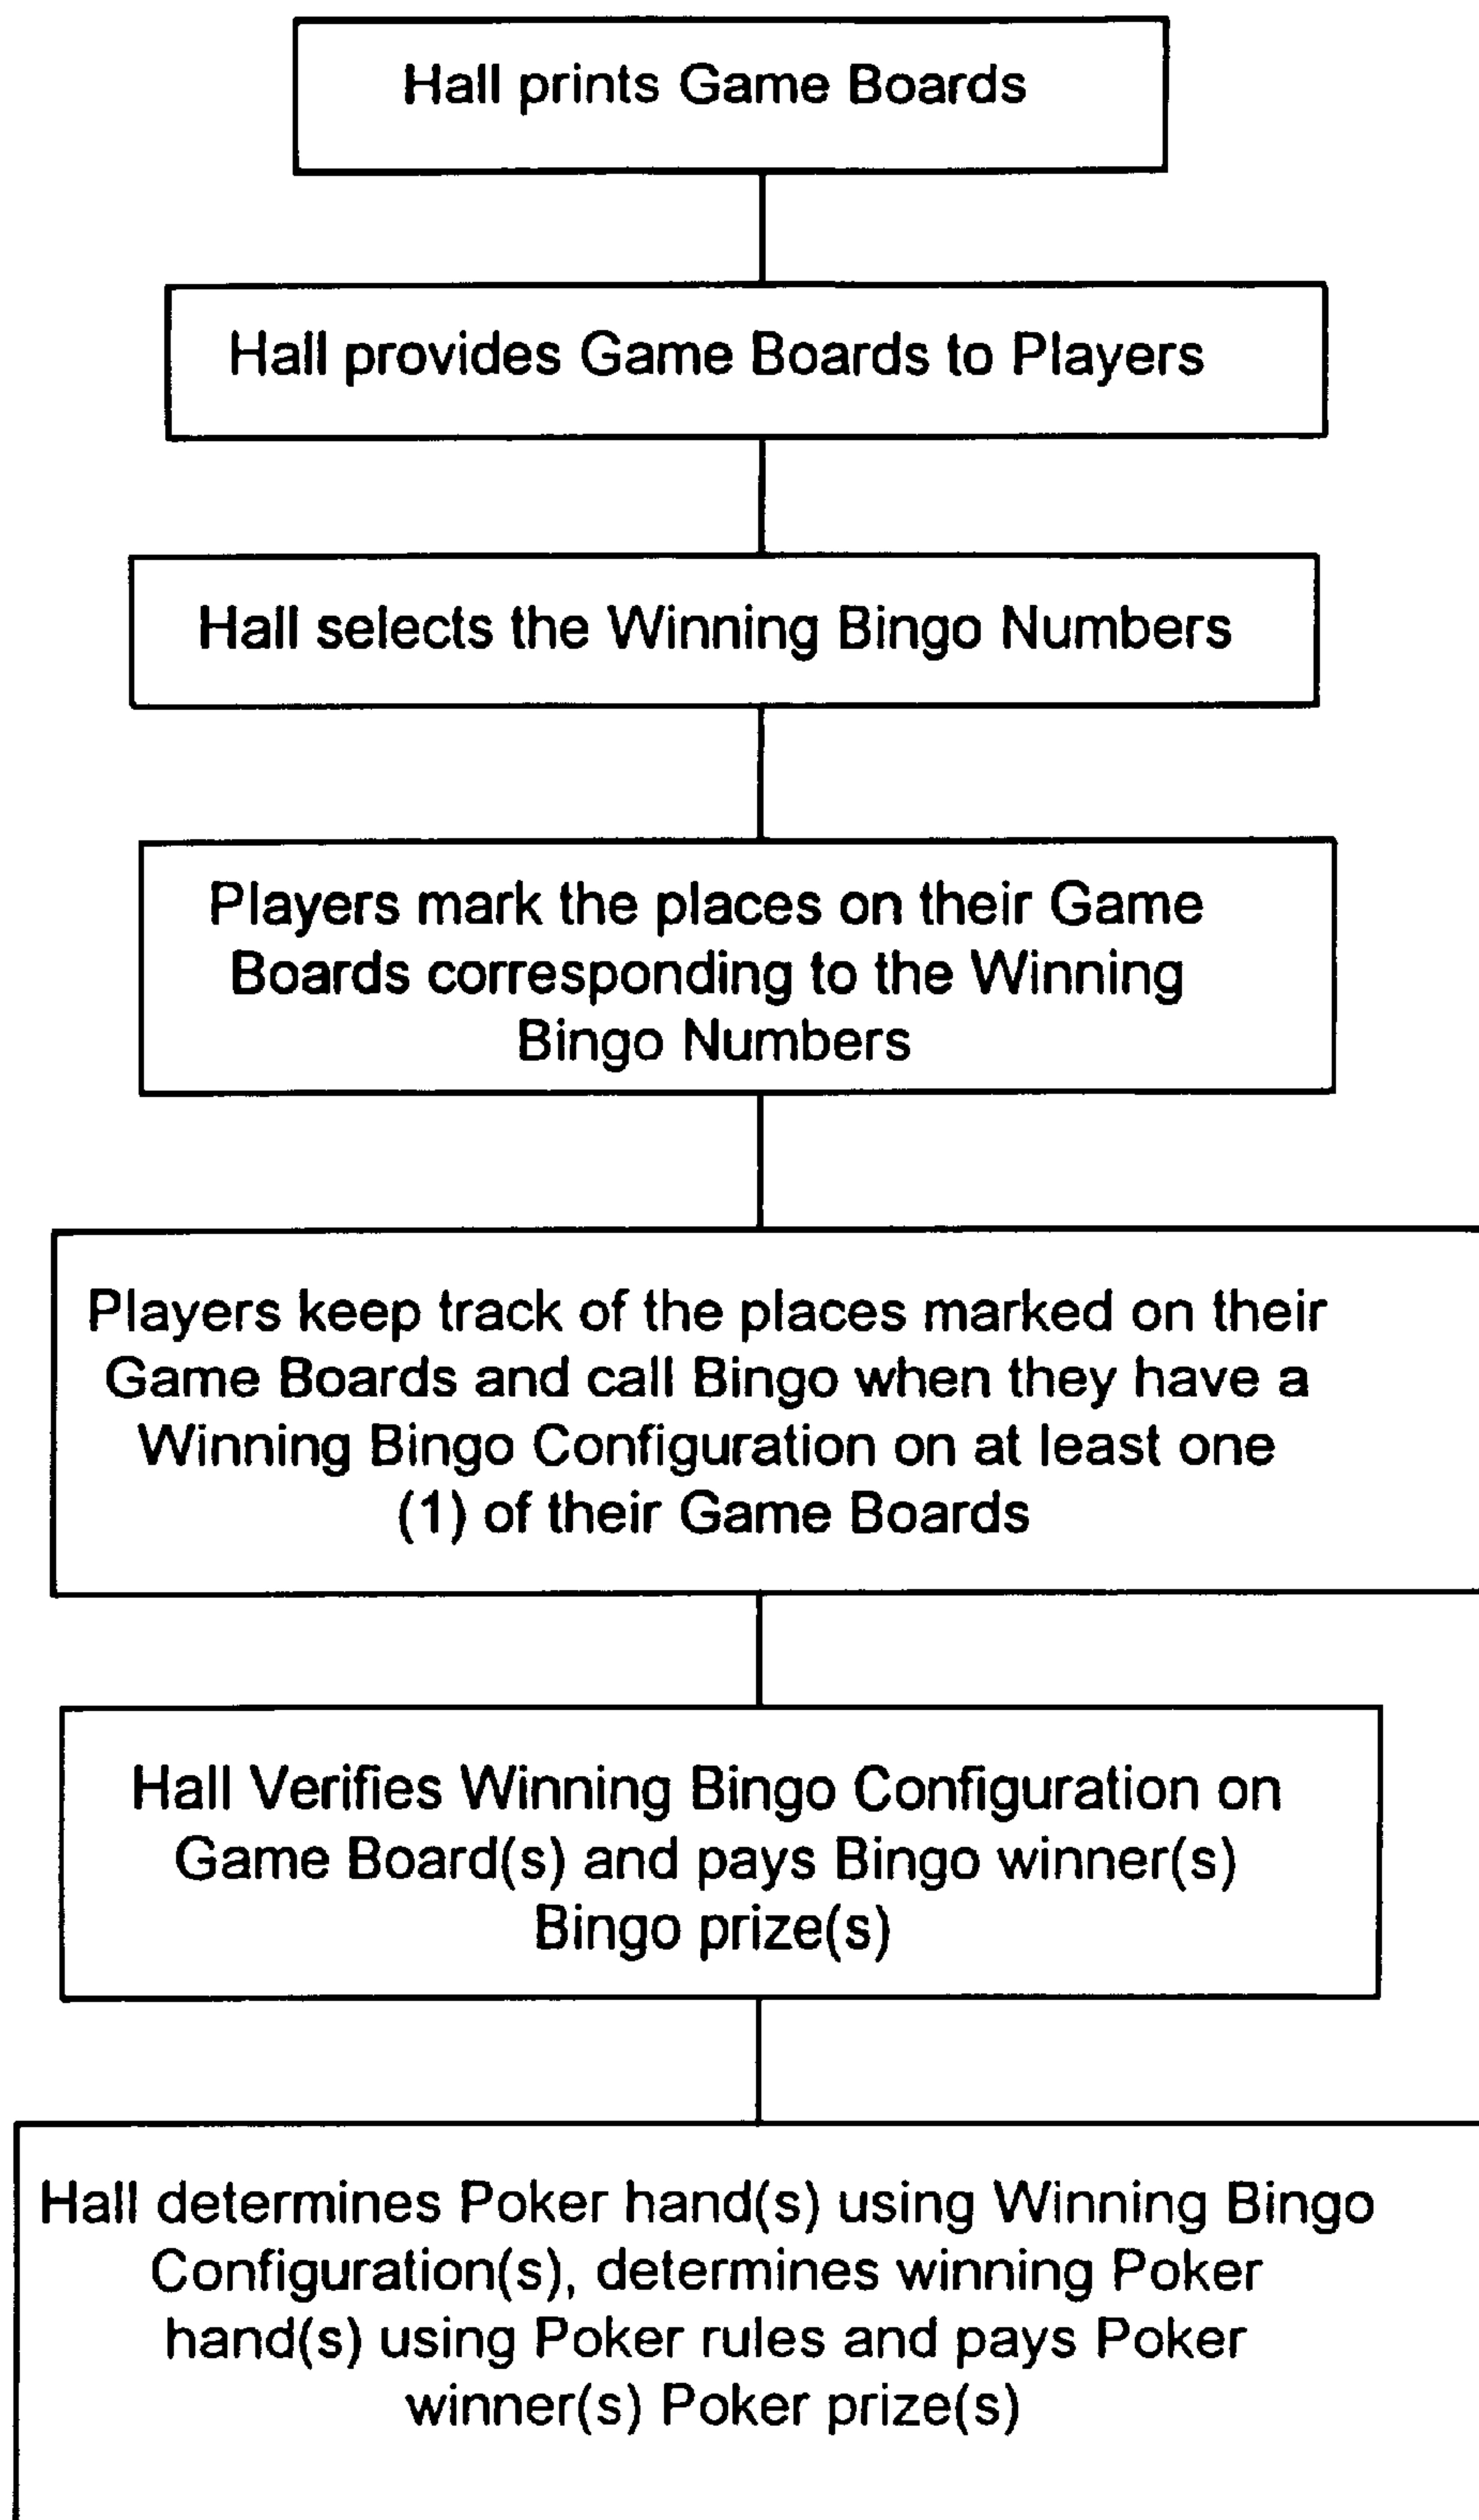 Hall prints Game Boards
Hall provides Game Boards to Players
Hall selects the Winning Bingo Numbers
Players mark the places on their Game
Boards corresponding to the Winning
Bingo Numbers
Players keep track of the places marked on their
Game Boards and call Bingo when they have a
Winning Bingo Configuration on at least one
(1) of their Game Boards
Hall Verifies Winning Bingo Configuration on
Game Board(s) and pays Bingo winner(s)
Bingo prize(s)
Hall determines Poker hand(s) using Winning Bingo
Configuration(s), determines winning Poker
hand(s) using Poker rules and pays Poker
winner(s) Poker prize(s)